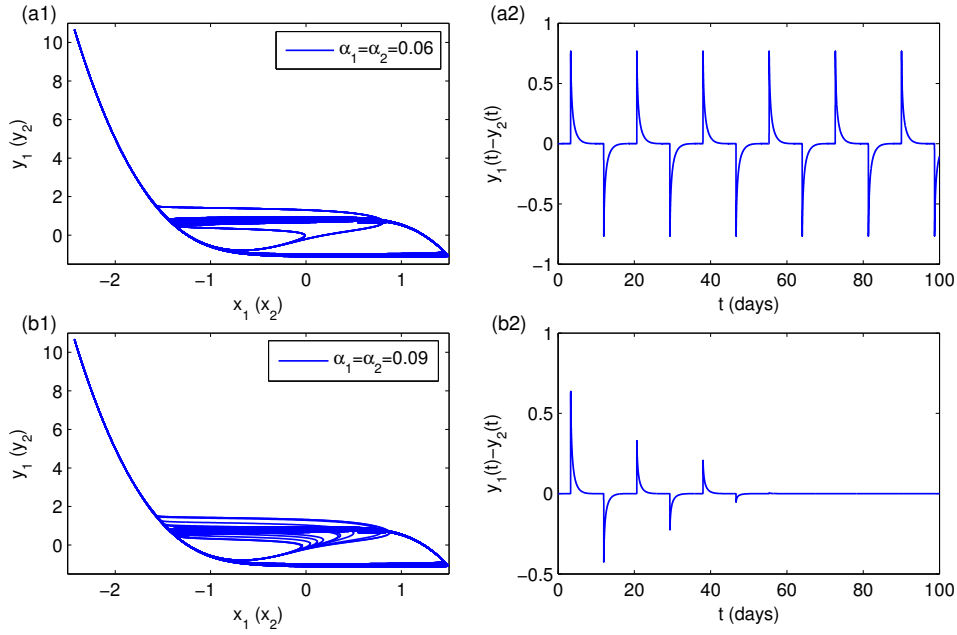 (a1)
α₁=α₂=0.06
10
8
6
4
2
0
−2
−1
0
1
y₁ (y₂)
x₁ (x₂)
(a2)
1
0.5
0
−0.5
−1
0
20
40
60
80
100
y₁(t)−y₂(t)
t (days)
(b1)
α₁=α₂=0.09
10
8
6
4
2
0
−2
−1
0
1
y₁ (y₂)
x₁ (x₂)
(b2)
1
0.5
0
−0.5
0
20
40
60
80
100
y₁(t)−y₂(t)
t (days)